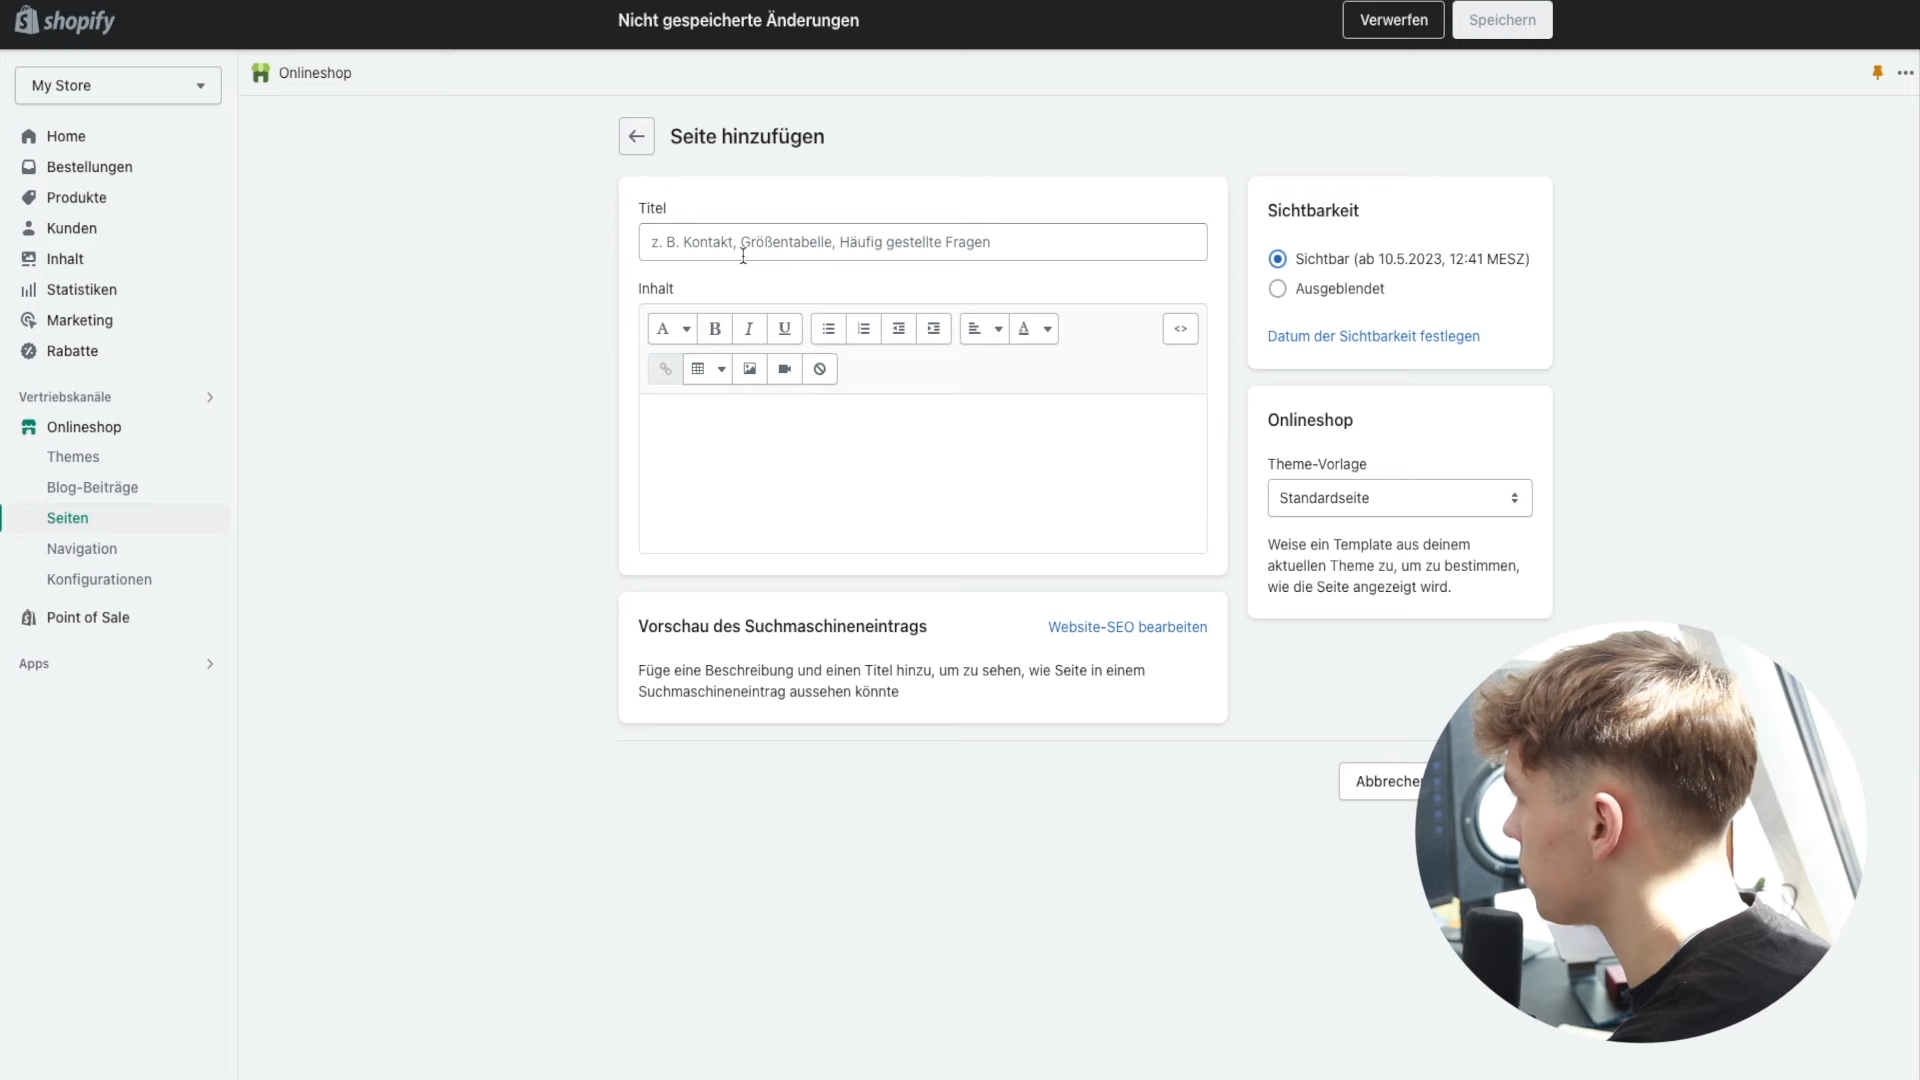 shopify
Nicht gespeicherte Änderungen
Verwerfen
Speichern
My Store
Onlineshop
Home
Bestellungen
Produkte
Kunden
Inhalt
Statistiken
Marketing
Rabatte
Vertriebskanäle
Onlineshop
Themes
Blog-Beiträge
Seiten
Navigation
Konfigurationen
Point of Sale
Apps
Seite hinzufügen
Titel
z. B. Kontakt, Größentabelle, Häufig gestellte Fragen
Inhalt
A B I U A <>
Vorschau des Suchmaschineneintrags
Website-SEO bearbeiten
Füge eine Beschreibung und einen Titel hinzu, um zu sehen, wie Seite in einem
Suchmaschineneintrag aussehen könnte
Sichtbarkeit
Sichtbar (ab 10.5.2023, 12:41 MESZ)
Ausgeblendet
Datum der Sichtbarkeit festlegen
Onlineshop
Theme-Vorlage
Standardseite
Weise ein Template aus deinem
aktuellen Theme zu, um zu bestimmen,
wie die Seite angezeigt wird.
Abbrechen